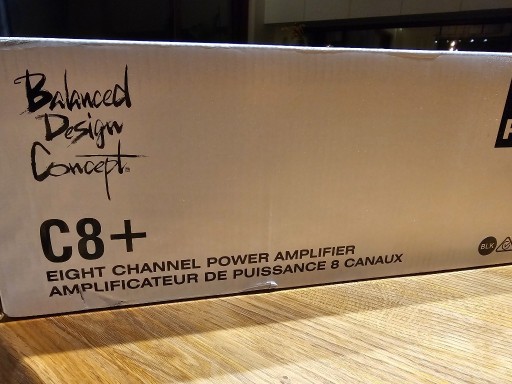 Balanced
Design
Concept
C8+
EIGHT CHANNEL POWER AMPLIFIER
AMPLIFICATEUR DE PUISSANCE 8 CANAUX
BLK